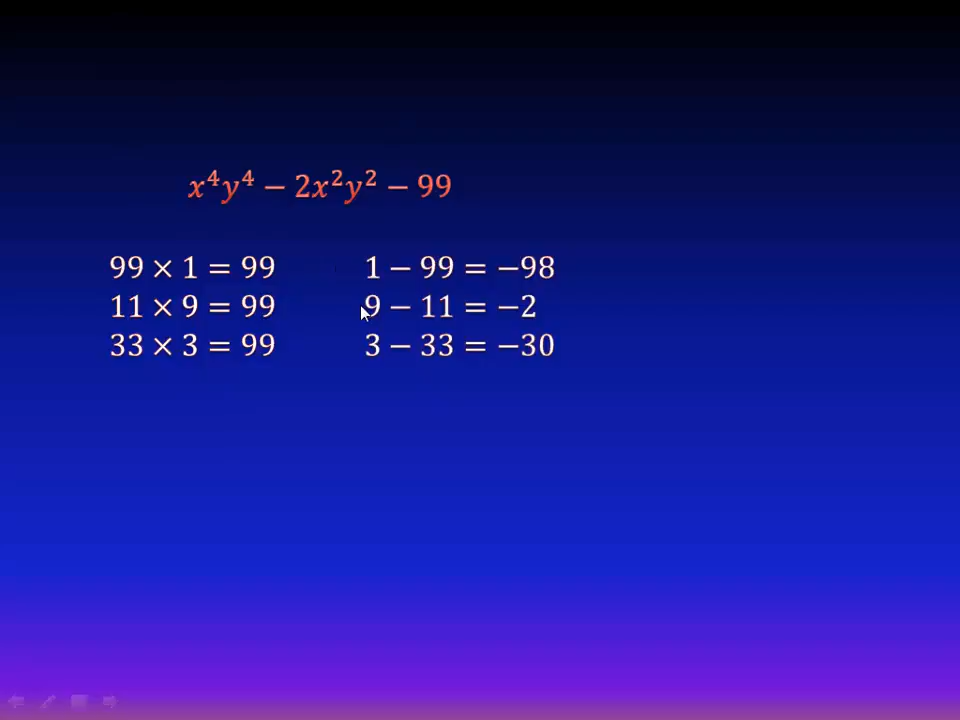 x⁴y⁴ − 2x²y² − 99
99 × 1 = 99 1 − 99 = −98
11 × 9 = 99 9 − 11 = −2
33 × 3 = 99 3 − 33 = −30